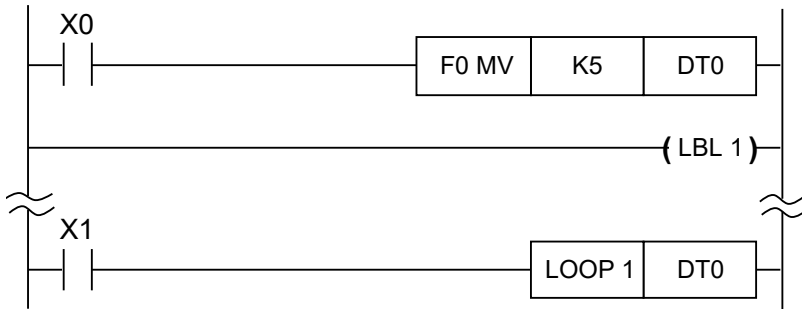 X0
F0 MV K5 DT0
( LBL 1 )
X1
LOOP 1 DT0